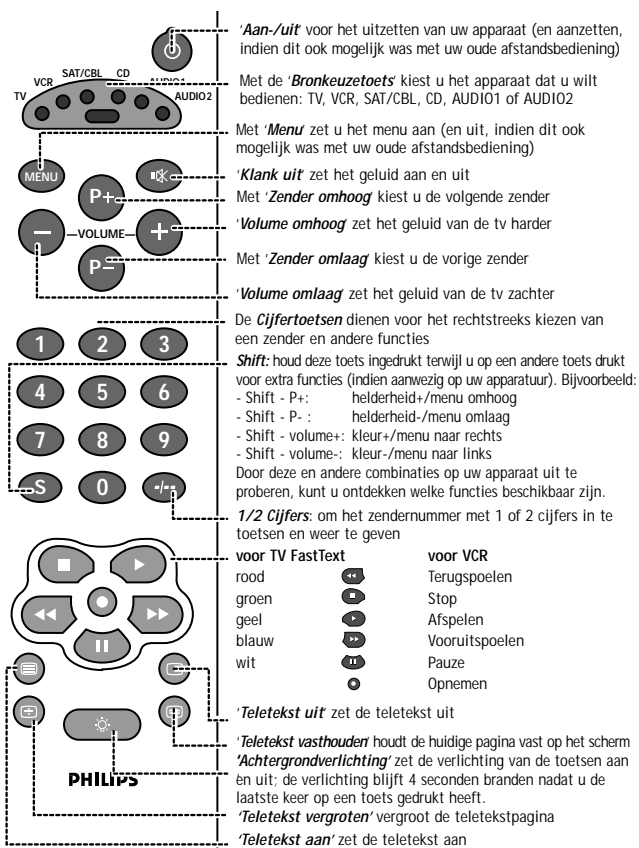 'Aan-/uit' voor het uitzetten van uw apparaat (en aanzetten,
indien dit ook mogelijk was met uw oude afstandsbediening)
TV VCR SAT/CBL CD AUDIO1 AUDIO2
Met de 'Bronkeuzetoets' kiest u het apparaat dat u wilt
bedienen: TV, VCR, SAT/CBL, CD, AUDIO1 of AUDIO2
Met 'Menu' zet u het menu aan (en uit, indien dit ook
mogelijk was met uw oude afstandsbediening)
MENU
'Klank uit' zet het geluid aan en uit
P+
Met 'Zender omhoog' kiest u de volgende zender
− VOLUME +
'Volume omhoog' zet het geluid van de tv harder
P−
Met 'Zender omlaag' kiest u de vorige zender
'Volume omlaag' zet het geluid van de tv zachter
De Cijfertoetsen dienen voor het rechtstreeks kiezen van
een zender en andere functies
1 2 3
Shift: houd deze toets ingedrukt terwijl u op een andere toets drukt
voor extra functies (indien aanwezig op uw apparatuur). Bijvoorbeeld:
4 5 6
- Shift - P+: helderheid+/menu omhoog
- Shift - P- : helderheid-/menu omlaag
- Shift - volume+: kleur+/menu naar rechts
7 8 9
- Shift - volume-: kleur-/menu naar links
Door deze en andere combinaties op uw apparaat uit te
proberen, kunt u ontdekken welke functies beschikbaar zijn.
S 0 -/--
1/2 Cijfers: om het zendernummer met 1 of 2 cijfers in te
toetsen en weer te geven
voor TV FastText voor VCR
rood Terugspoelen
groen Stop
geel Afspelen
blauw Vooruitspoelen
wit Pauze
Opnemen
'Teletekst uit' zet de teletekst uit
'Teletekst vasthouden' houdt de huidige pagina vast op het scherm
'Achtergrondverlichting' zet de verlichting van de toetsen aan
èn uit; de verlichting blijft 4 seconden branden nadat u de
laatste keer op een toets gedrukt heeft.
PHILIPS
'Teletekst vergroten' vergroot de teletekstpagina
'Teletekst aan' zet de teletekst aan